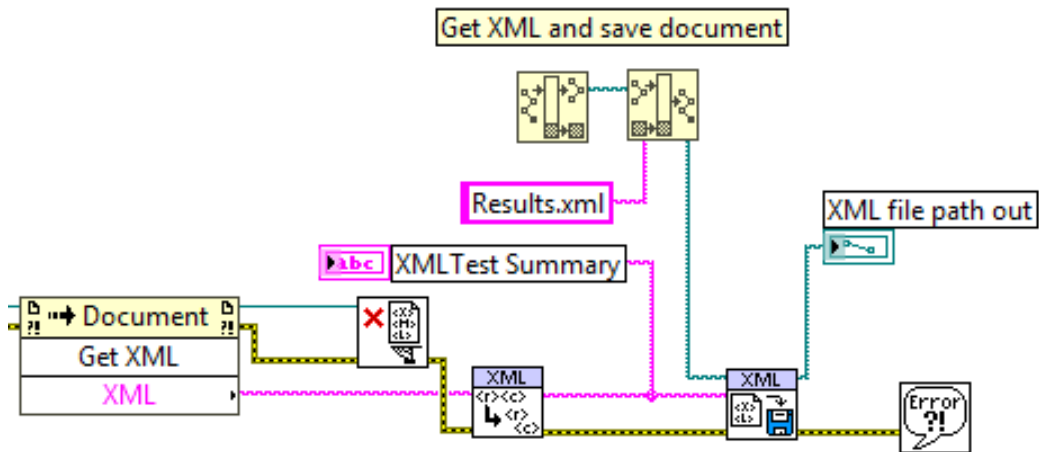 Get XML and save document
Results.xml
XML file path out
abc
XMLTest Summary
?! Document ?!
Get XML
XML
<X>
<M>
<L>
XML
<r><c>
<r>
<c>
XML
<X>
<L>
Error
?!